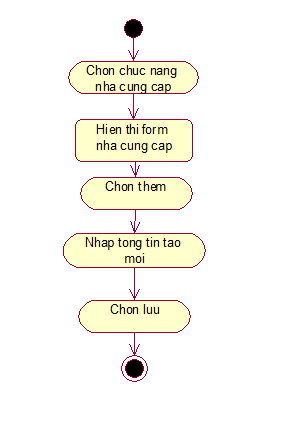 Chon chuc nang
nha cung cap
Hien thi form
nha cung cap
Chon them
Nhap tong tin tao
moi
Chon luu